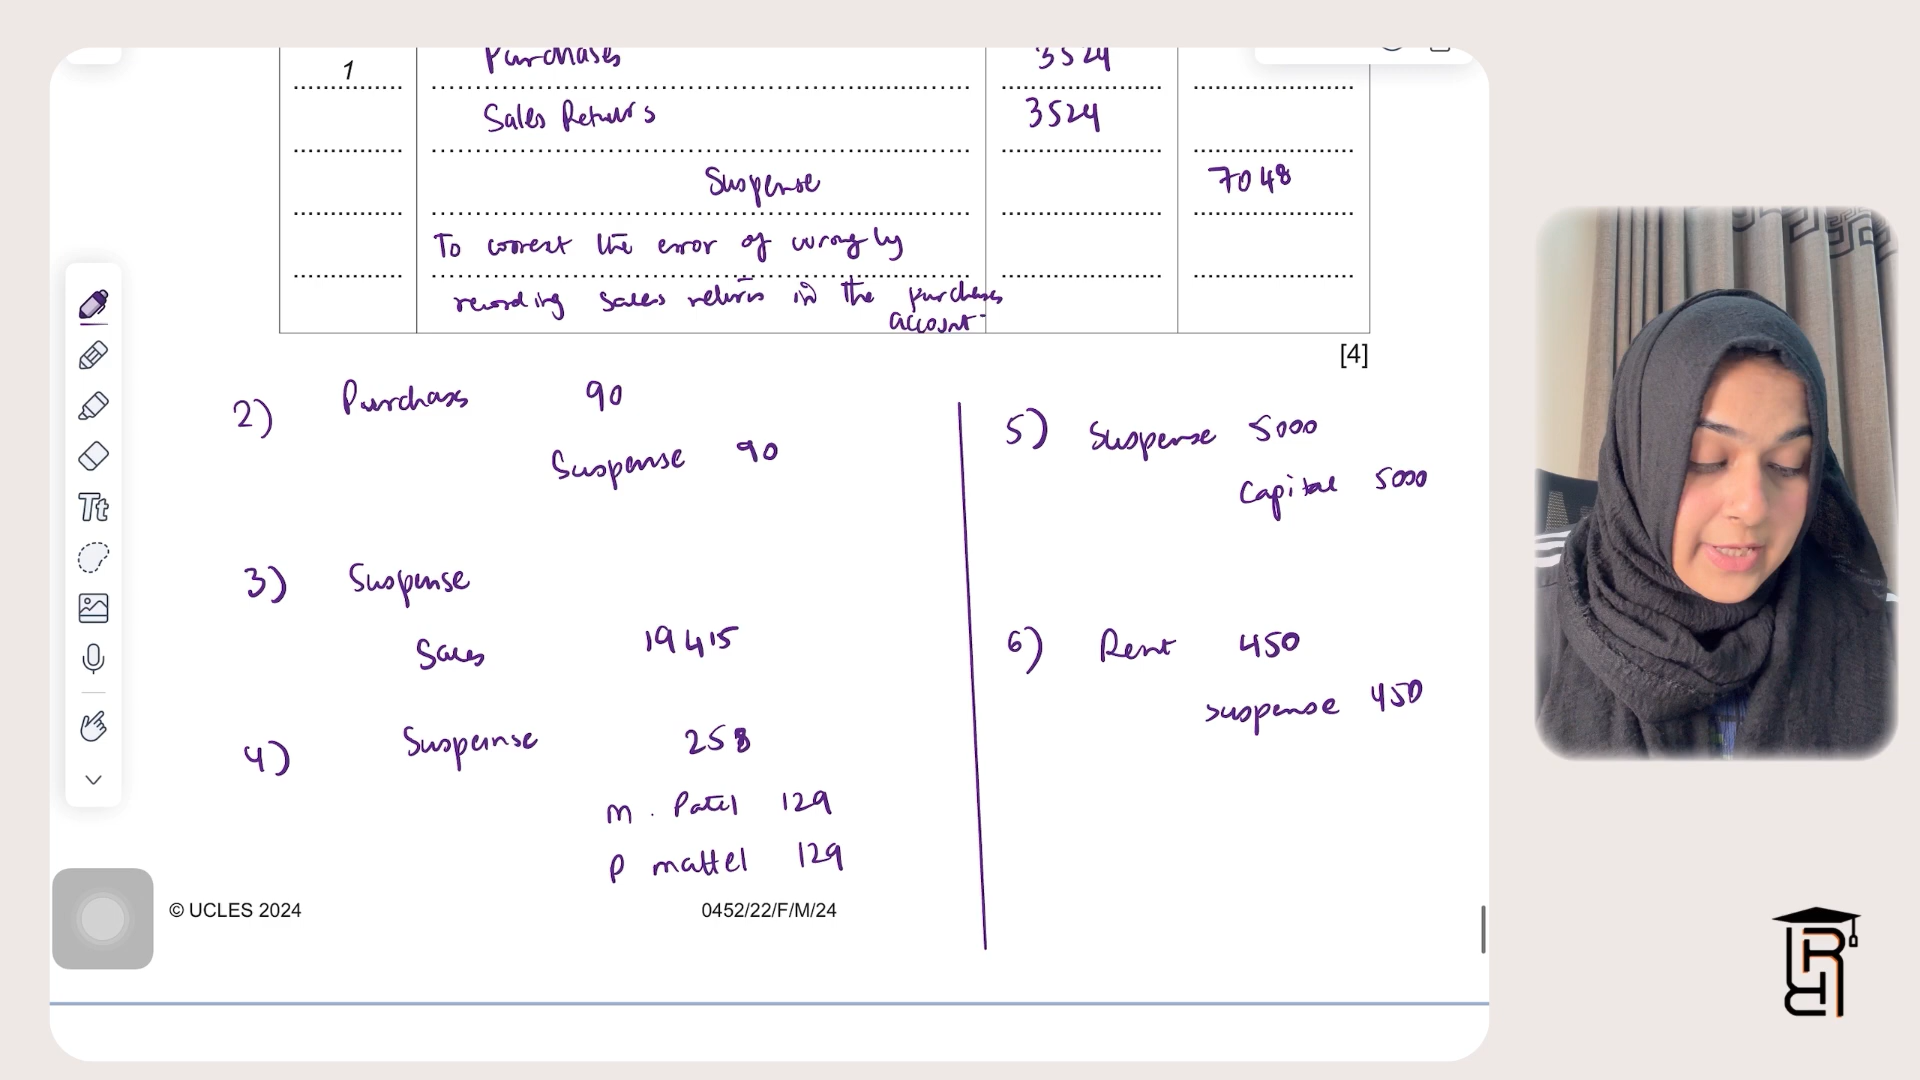 Purchases 3524
1
Sales Returns 3524
Suspense 7048
To correct the error of wrongly
recording sales returns in the purchases
account.
[4]
2) Purchases 90
Suspense 90
3) Suspense
Sales 19415
4) Suspense 258
M. Patel 129
P mattel 129
5) Suspense 5000
Capital 5000
6) Rent 450
suspense 450
Tt
© UCLES 2024
0452/22/F/M/24